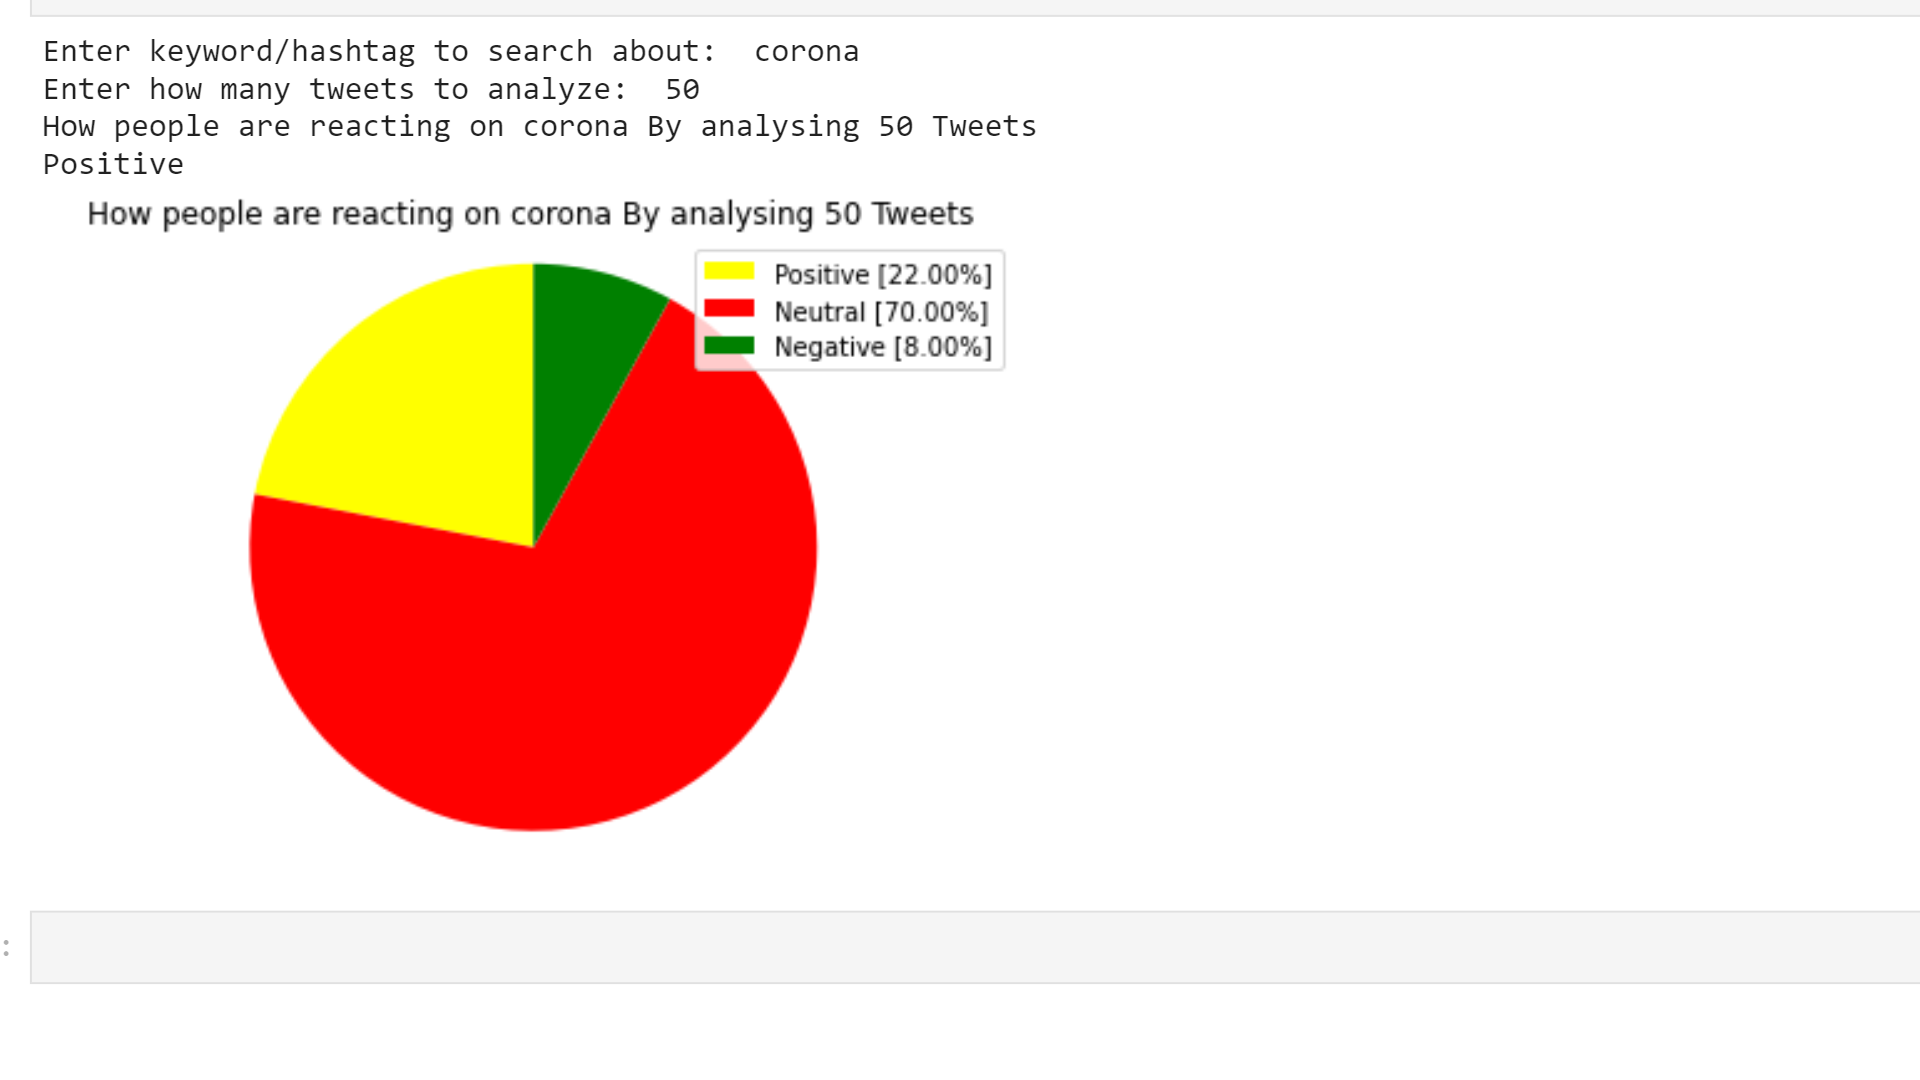 Enter keyword/hashtag to search about:  corona
Enter how many tweets to analyze:  50
How people are reacting on corona By analysing 50 Tweets
Positive
How people are reacting on corona By analysing 50 Tweets
Positive [22.00%]
Neutral [70.00%]
Negative [8.00%]
: